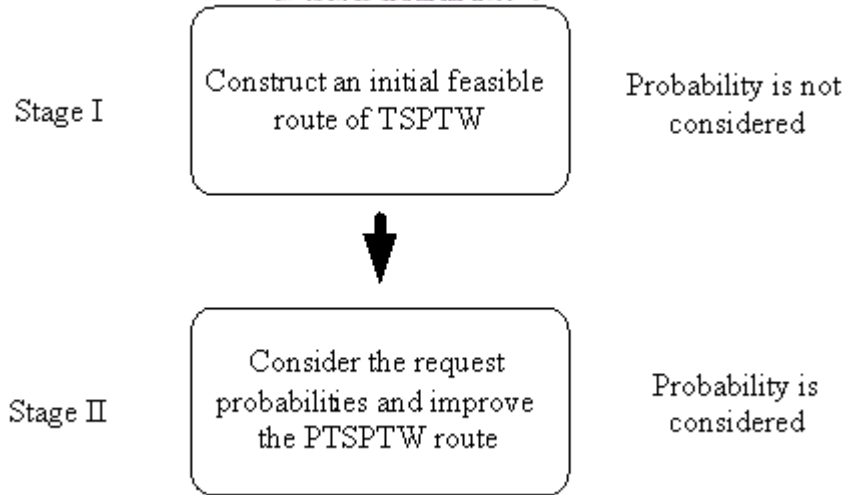 Stage I
Construct an initial feasible
route of TSPTW
Probability is not
considered
Stage II
Consider the request
probabilities and improve
the PTSPTW route
Probability is
considered